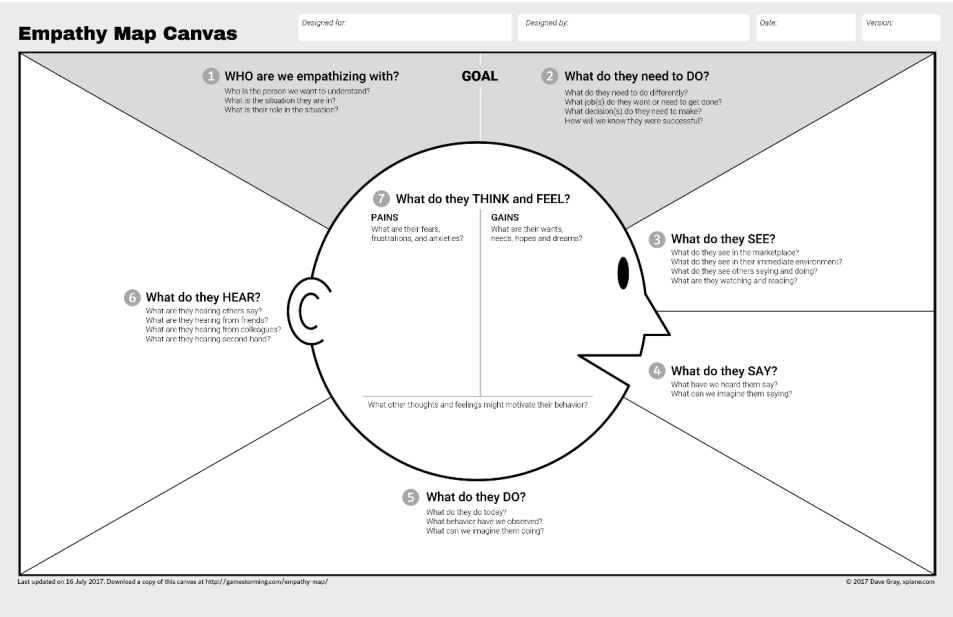 Empathy Map Canvas
Designed for:
Designed by:
Date:
Version:
1 WHO are we empathizing with?
Who is the person we want to understand?
What is the situation they are in?
What is their role in the situation?
GOAL
2 What do they need to DO?
What do they need to do differently?
What job(s) do they want or need to get done?
What decision(s) do they need to make?
How will we know they were successful?
7 What do they THINK and FEEL?
PAINS
What are their fears,
frustrations, and anxieties?
GAINS
What are their wants,
needs, hopes and dreams?
What other thoughts and feelings might motivate their behavior?
3 What do they SEE?
What do they see in the marketplace?
What do they see in their immediate environment?
What do they see others saying and doing?
What are they watching and reading?
4 What do they SAY?
What have we heard them say?
What can we imagine them saying?
5 What do they DO?
What do they do today?
What behavior have we observed?
What can we imagine them doing?
6 What do they HEAR?
What are they hearing others say?
What are they hearing from friends?
What are they hearing from colleagues?
What are they hearing second-hand?
Last updated on 16 July 2017. Download a copy of this canvas at http://gamestorming.com/empathy-map/
© 2017 Dave Gray, xplane.com